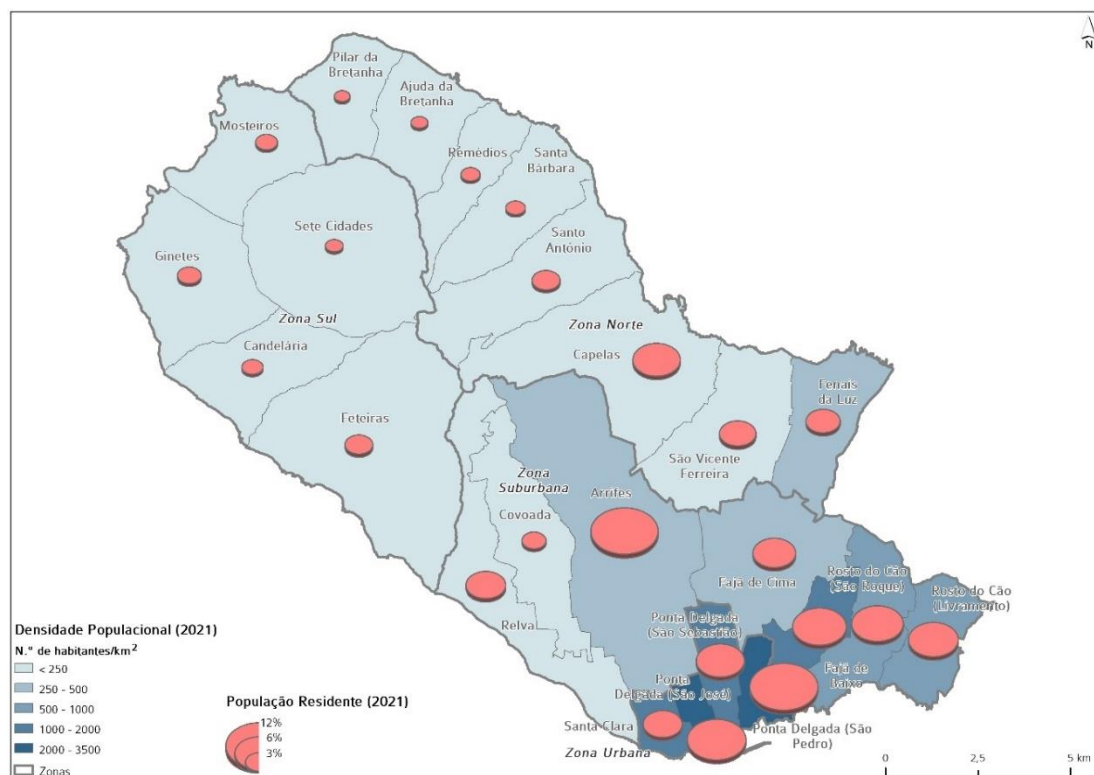 N
Pilar da
Bretanha
Ajuda da
Bretanha
Mosteiros
Remédios
Santa
Bárbara
Sete Cidades
Santo
António
Ginetes
Zona Sul
Zona Norte
Candelária
Capelas
Fenais
da Luz
Feteiras
São Vicente
Ferreira
Zona
Suburbana
Arrifes
Covoada
Fajã de Cima
Rosto do Cão
(São Roque)
Rosto do Cão
(Livramento)
Relva
Ponta Delgada
(São Sebastião)
Fajã de
Baixo
Ponta
Delgada (São José)
Santa Clara
Ponta Delgada (São
Pedro)
Zona Urbana
Densidade Populacional (2021)
N.° de habitantes/km²
< 250
250 - 500
500 - 1000
1000 - 2000
2000 - 3500
Zonas
População Residente (2021)
12%
6%
3%
0 2,5 5 km